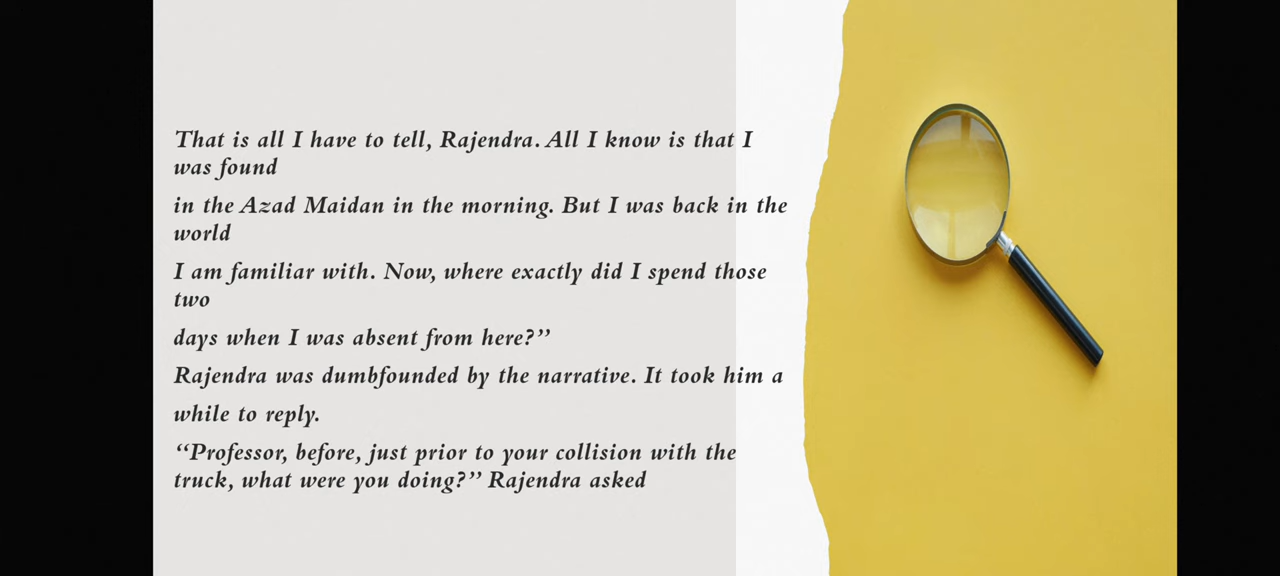 That is all I have to tell, Rajendra. All I know is that I
was found
in the Azad Maidan in the morning. But I was back in the
world
I am familiar with. Now, where exactly did I spend those
two
days when I was absent from here?’’
Rajendra was dumbfounded by the narrative. It took him a
while to reply.
‘‘Professor, before, just prior to your collision with the
truck, what were you doing?’’ Rajendra asked